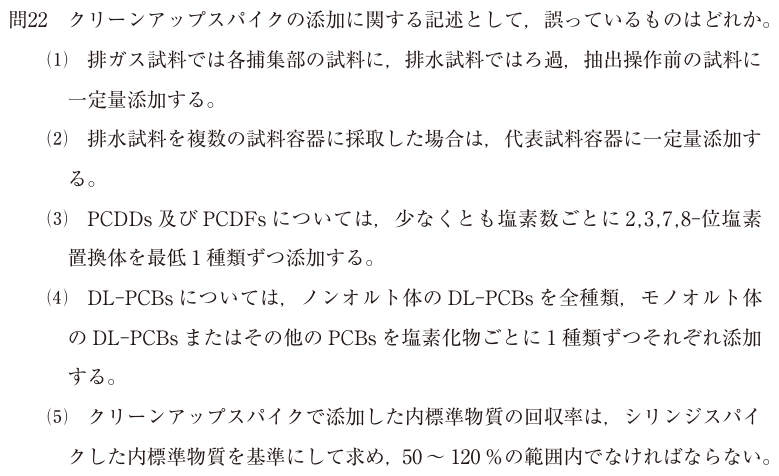 問22　クリーンアップスパイクの添加に関する記述として，誤っているものはどれか。
⑴　排ガス試料では各捕集部の試料に，排水試料ではろ過，抽出操作前の試料に
一定量添加する。
⑵　排水試料を複数の試料容器に採取した場合は，代表試料容器に一定量添加す
る。
⑶　PCDDs 及び PCDFs については，少なくとも塩素数ごとに 2,3,7,8-位塩素
置換体を最低 1 種類ずつ添加する。
⑷　DL-PCBs については，ノンオルト体の DL-PCBs を全種類，モノオルト体
の DL-PCBs またはその他の PCBs を塩素化物ごとに 1 種類ずつそれぞれ添加
する。
⑸　クリーンアップスパイクで添加した内標準物質の回収率は，シリンジスパイ
クした内標準物質を基準にして求め，50 ～ 120 ％の範囲内でなければならない。